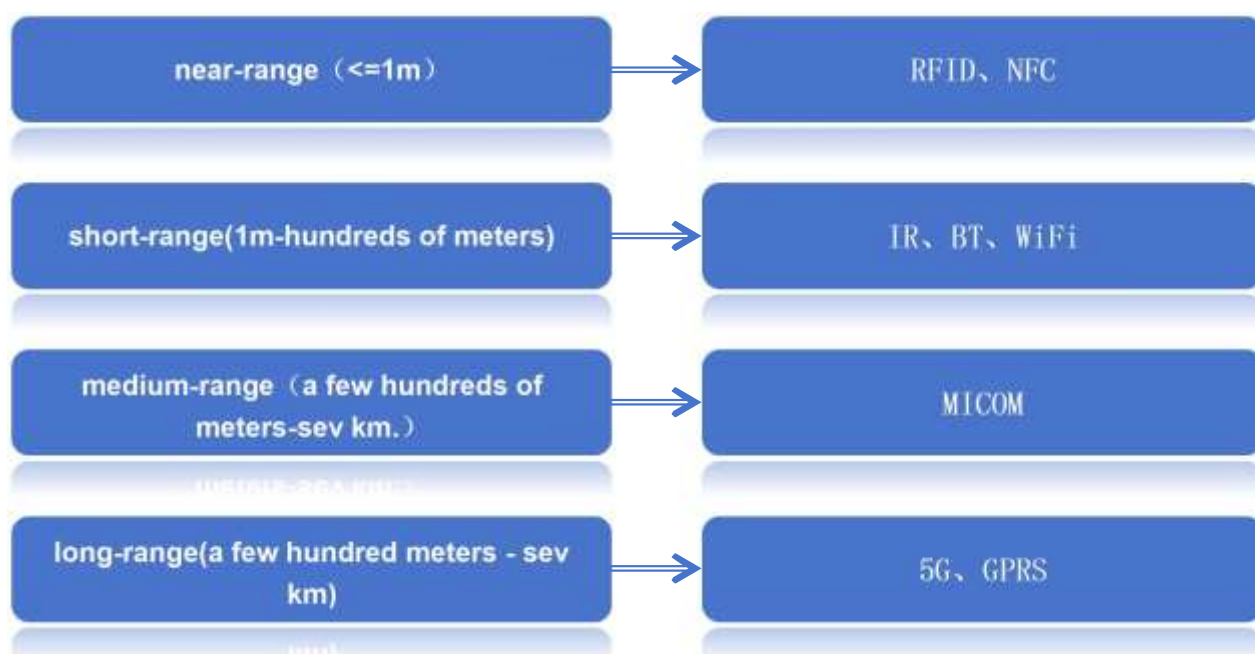 near-range（<=1m）
RFID、NFC
short-range(1m-hundreds of meters)
IR、BT、WiFi
medium-range（a few hundreds of
meters-sev km.）
MICOM
long-range(a few hundred meters - sev
km)
5G、GPRS